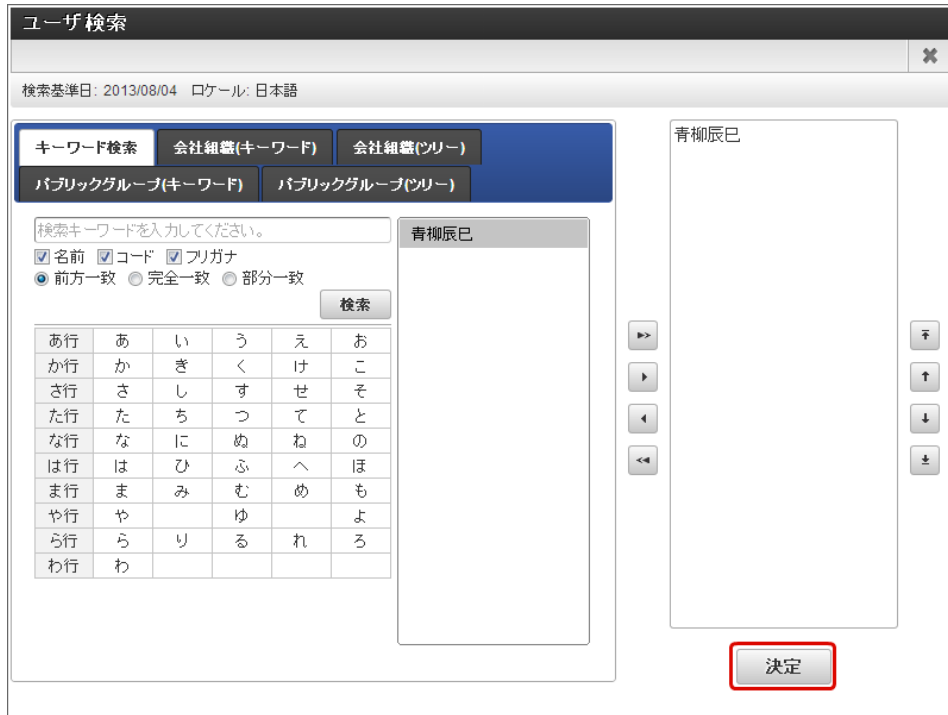 ユーザ検索
検索基準日: 2013/08/04 ロケール: 日本語
キーワード検索 会社組織(キーワード) 会社組織(ツリー)
パブリックグループ(キーワード) パブリックグループ(ツリー)
検索キーワードを入力してください。
名前 コード フリガナ
前方一致 完全一致 部分一致
検索
あ行 あ い う え お
か行 か き く け こ
さ行 さ し す せ そ
た行 た ち つ て と
な行 な に ぬ ね の
は行 は ひ ふ へ ほ
ま行 ま み む め も
や行 や ゆ よ
ら行 ら り る れ ろ
わ行 わ
青柳辰巳
青柳辰巳
決定